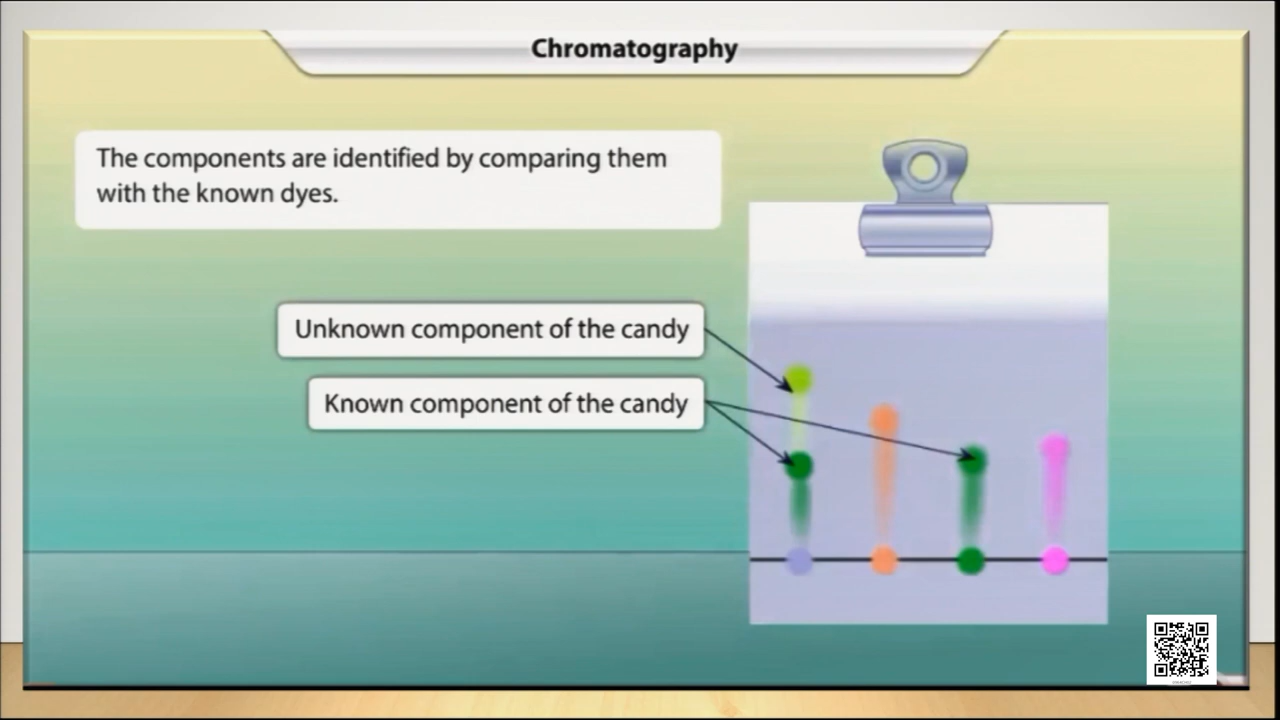 Chromatography
The components are identified by comparing them
with the known dyes.
Unknown component of the candy
Known component of the candy